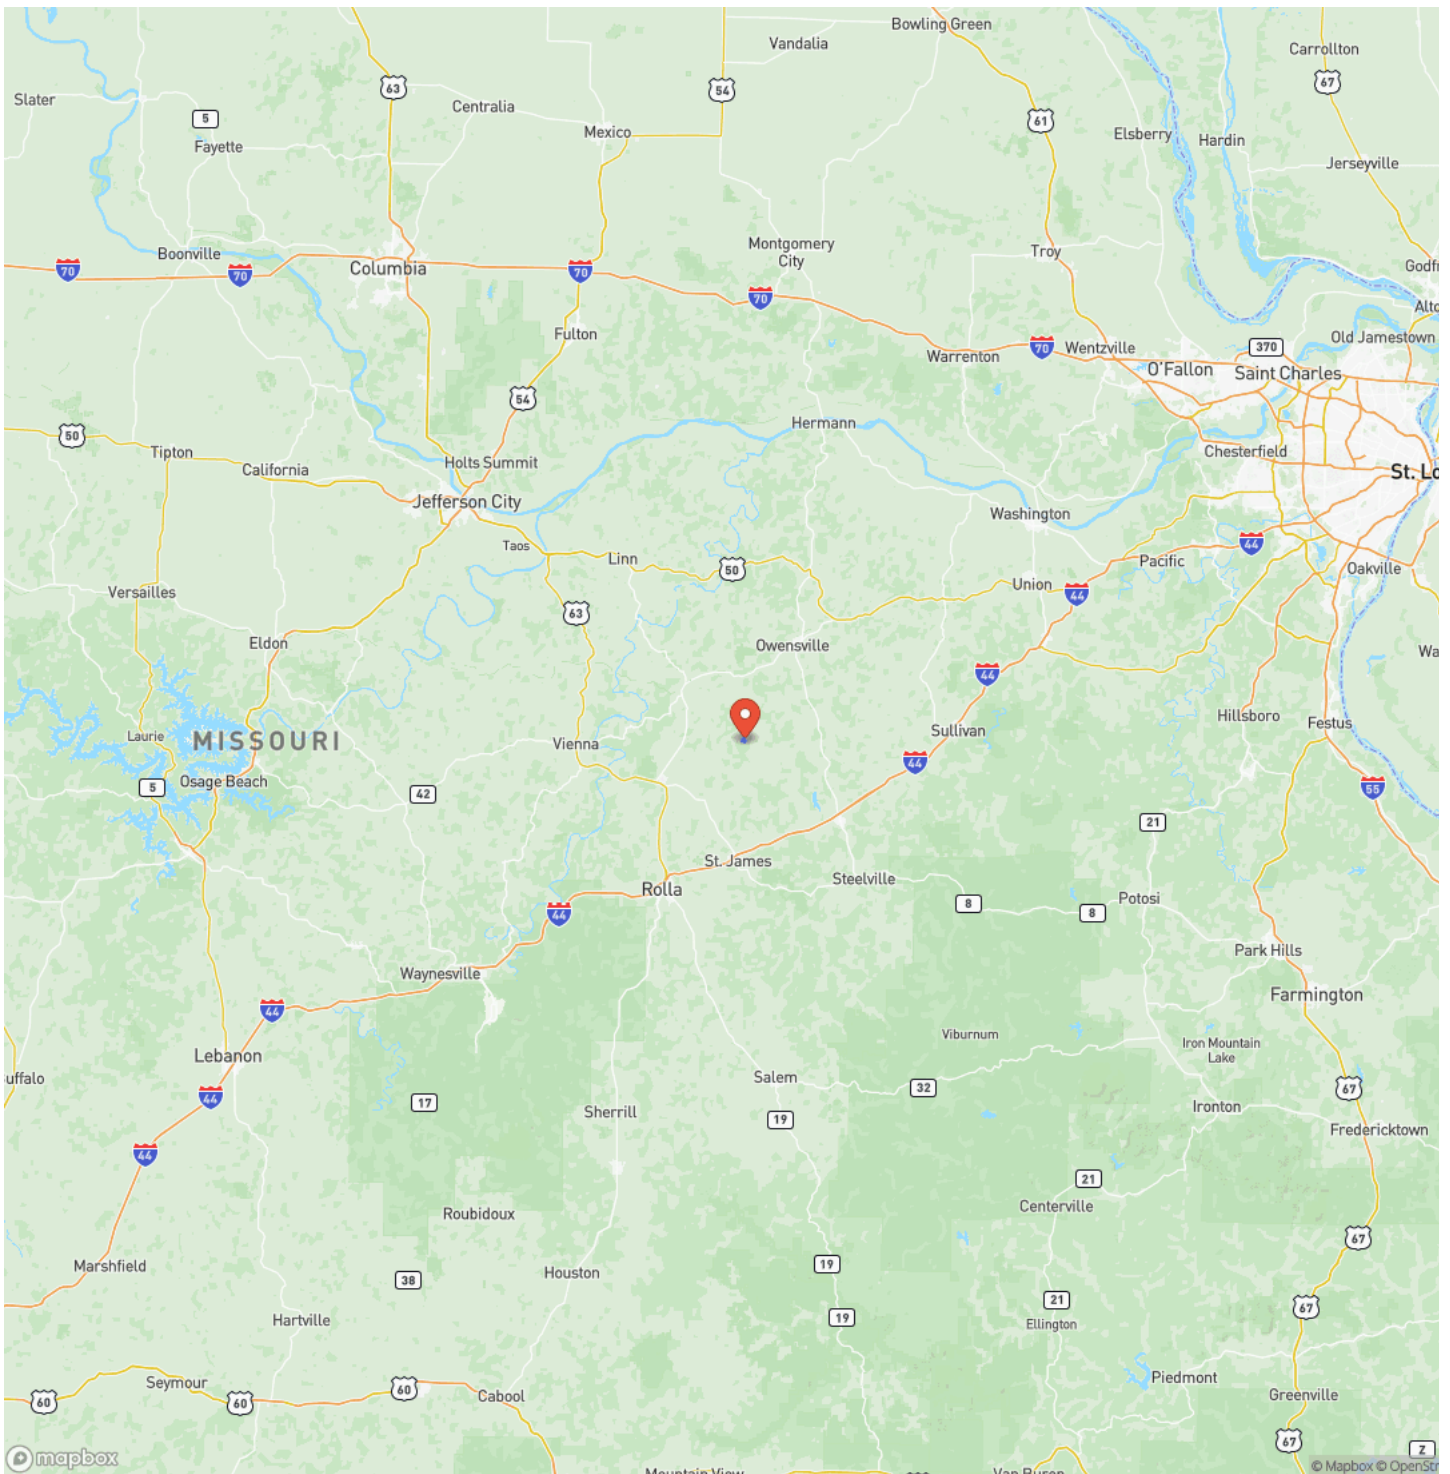 Bowling Green
Vandalia
Carrollton
67
63
54
Slater
Centralia
5
61
Mexico
Elsberry
Hardin
Fayette
Jerseyville
Boonville
Montgomery
City
Troy
70
70
Columbia
70
Godfr
70
Alto
Fulton
Old Jamestown
Warrenton
70
Wentzville
370
O'Fallon
Saint Charles
54
Hermann
50
Tipton
California
Holts Summit
Chesterfield
St. Lo
Jefferson City
Washington
Taos
Linn
50
44
Pacific
Oakville
Union
44
Versailles
63
Eldon
Owensville
Wa
44
Hillsboro
Festus
Laurie
MISSOURI
Vienna
Sullivan
44
Osage Beach
5
42
55
21
St. James
Steelville
Rolla
8
8
Potosi
44
Park Hills
Waynesville
Farmington
44
Viburnum
Iron Mountain
Lake
Lebanon
uffalo
Salem
32
67
44
17
Sherrill
19
Ironton
Fredericktown
44
21
Centerville
Roubidoux
67
Marshfield
38
Houston
19
21
67
Hartville
19
Ellington
Seymour
60
60
60
Cabool
Piedmont
Greenville
67
Z
mapbox
© Mapbox © OpenStr
Mountain View
Van Buren